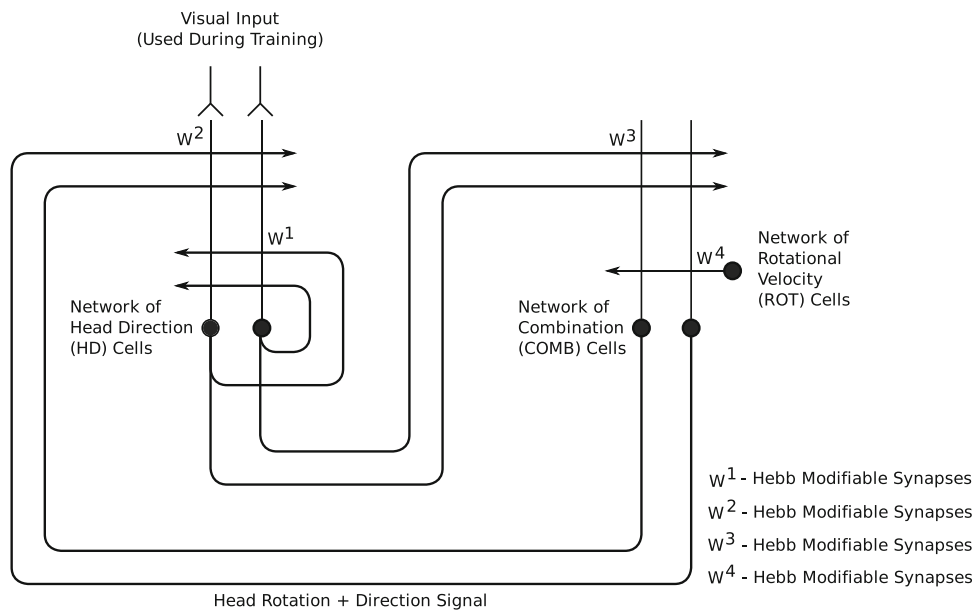 Visual Input
(Used During Training)
W2
W3
W1
W4
Network of
Rotational
Velocity
(ROT) Cells
Network of
Head Direction
(HD) Cells
Network of
Combination
(COMB) Cells
W1 - Hebb Modifiable Synapses
W2 - Hebb Modifiable Synapses
W3 - Hebb Modifiable Synapses
W4 - Hebb Modifiable Synapses
Head Rotation + Direction Signal